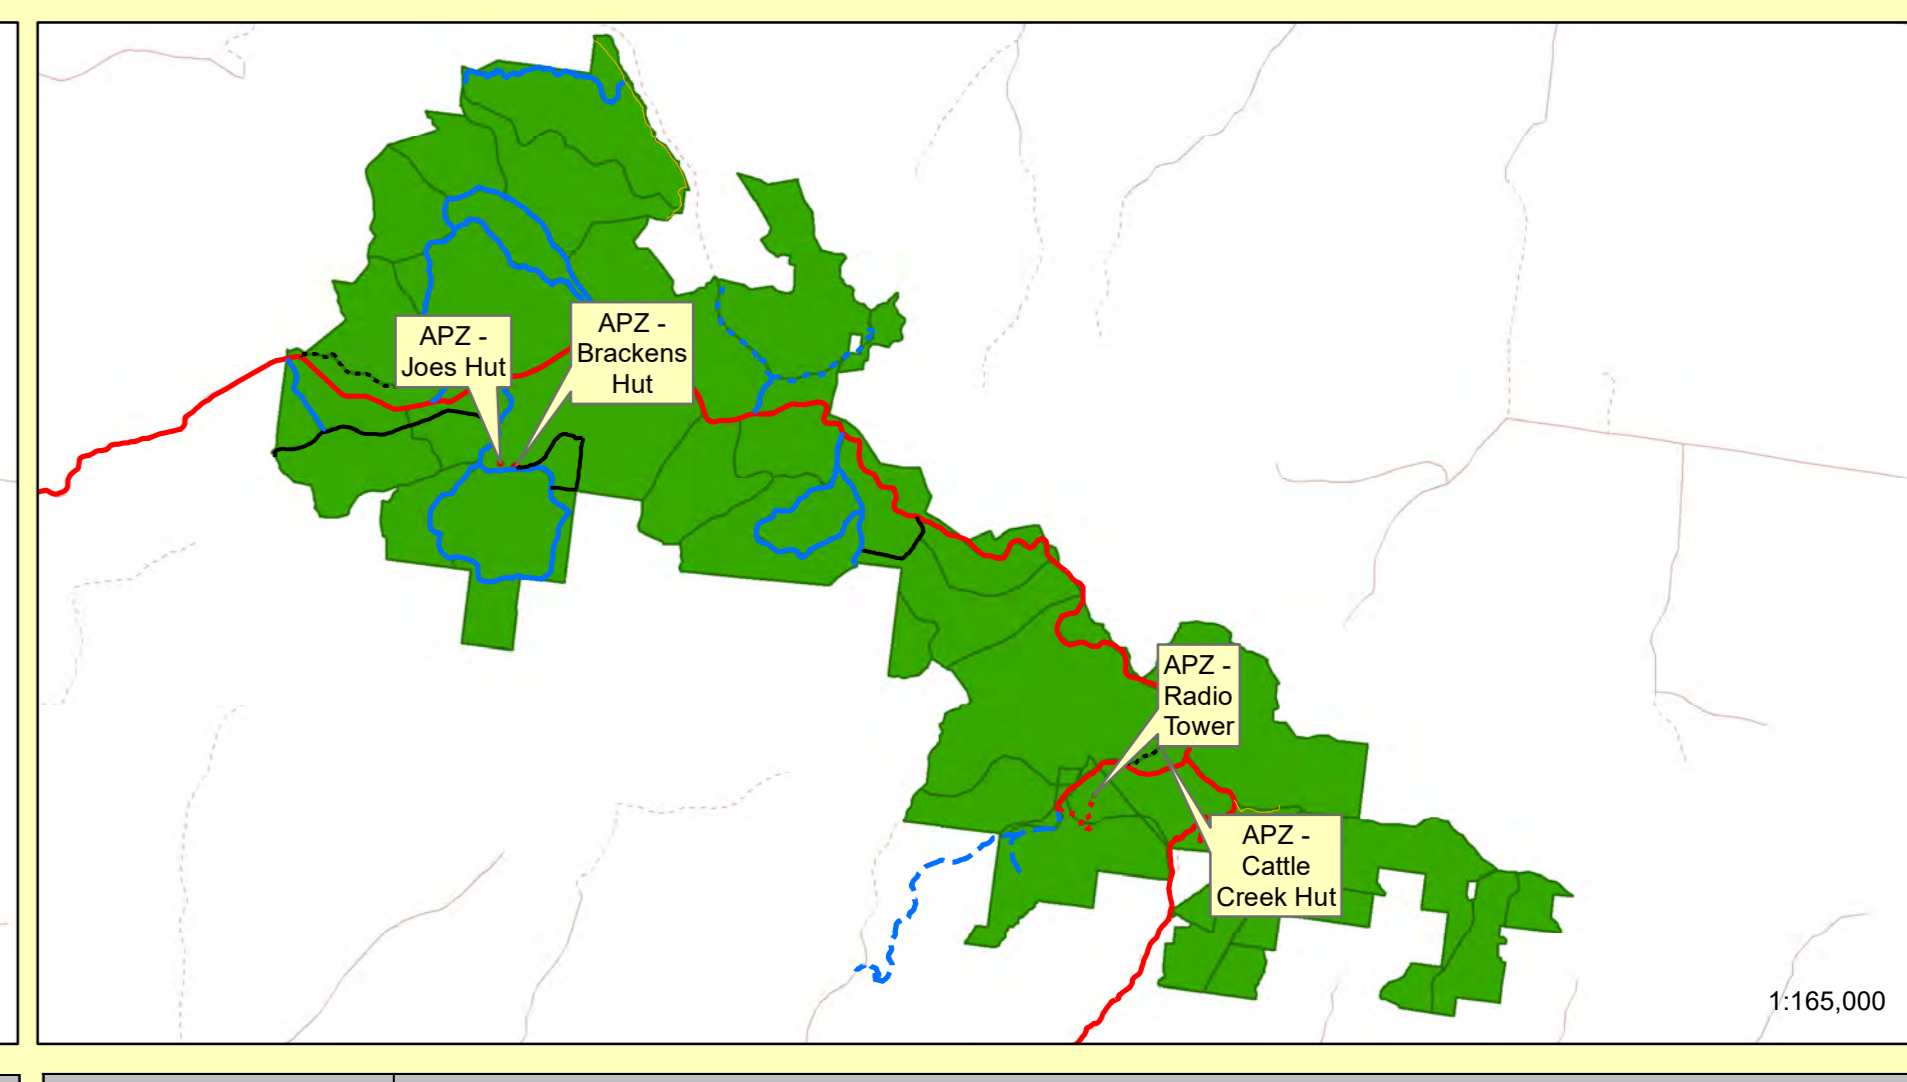 APZ -
Joes Hut
APZ -
Brackens
Hut
APZ -
Radio
Tower
APZ -
Cattle
Creek Hut
1:165,000